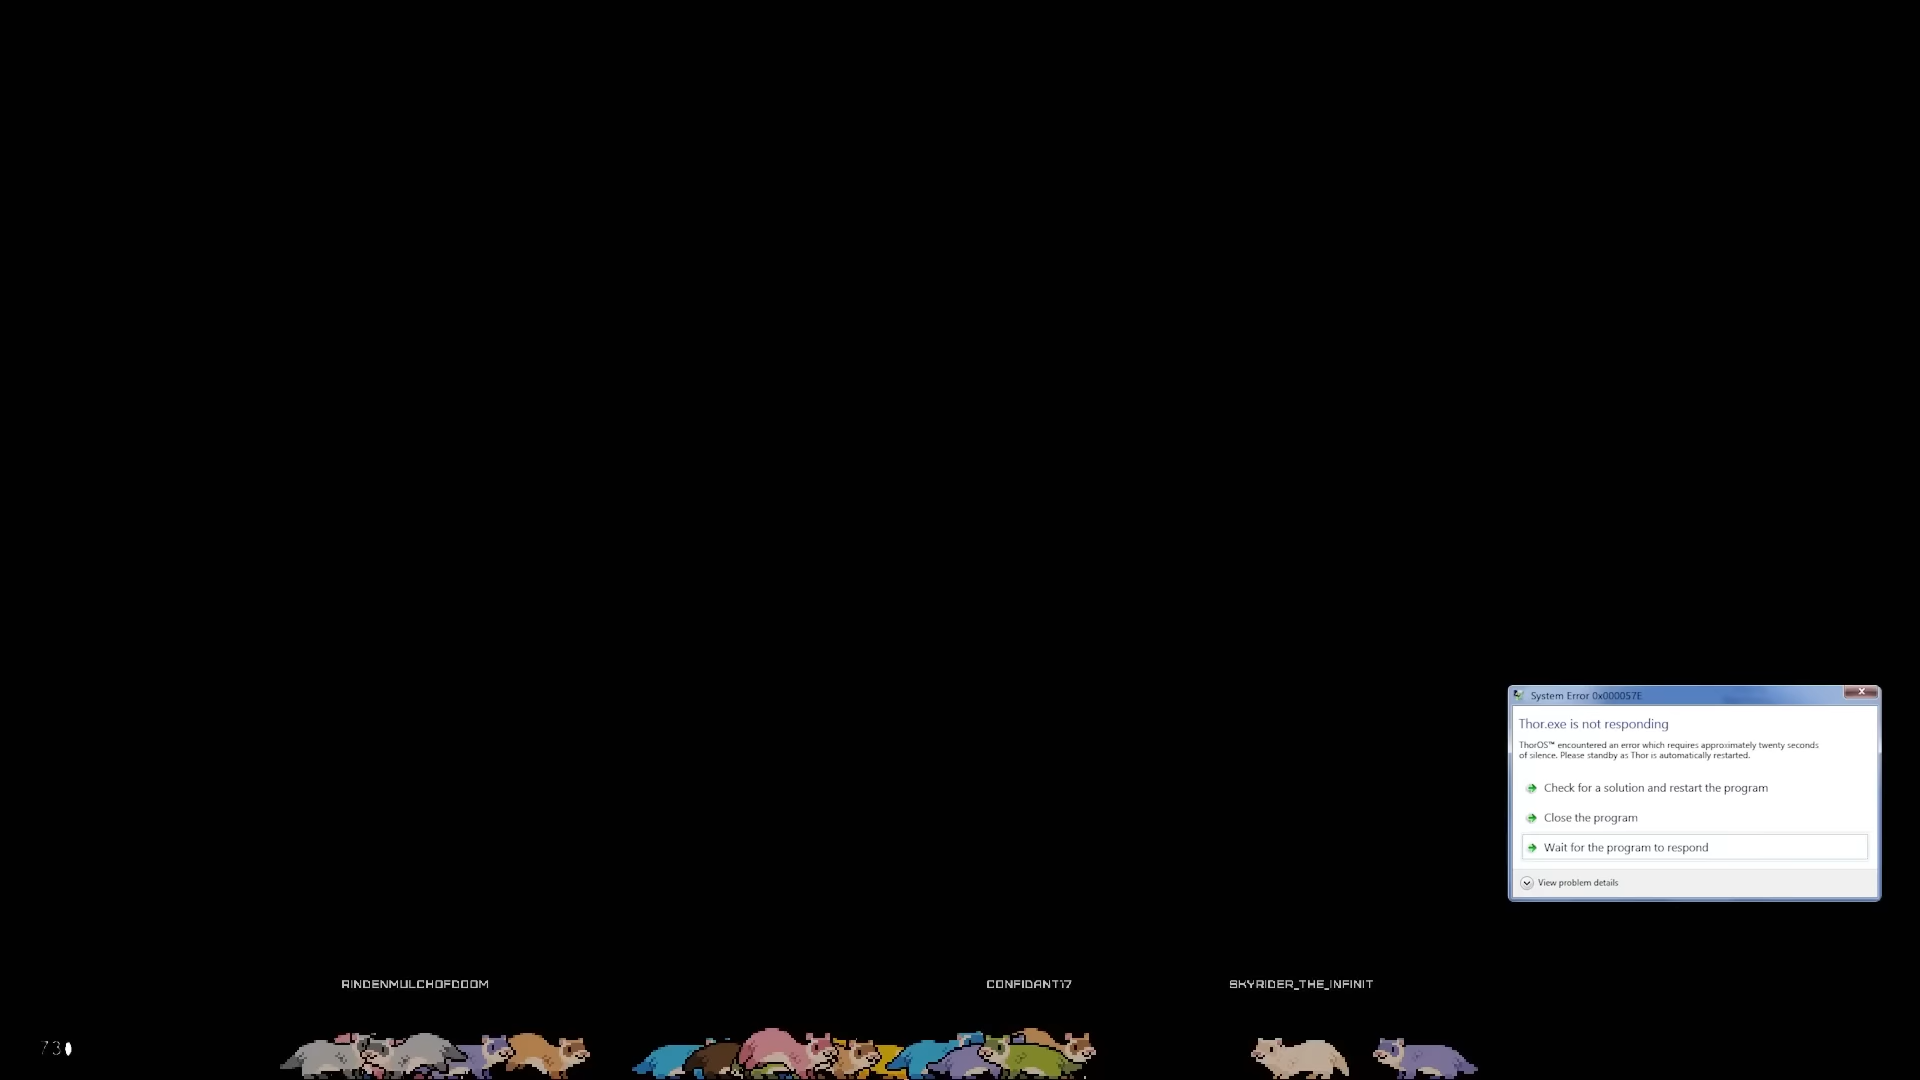 System Error 0x000057E
Thor.exe is not responding
ThorOS™ encountered an error which requires approximately twenty seconds
of silence. Please standby as Thor is automatically restarted.
Check for a solution and restart the program
Close the program
Wait for the program to respond
View problem details
RINDENMULCHOFDOOM
CONFIDANT17
SKYRIDER_THE_INFINIT
73